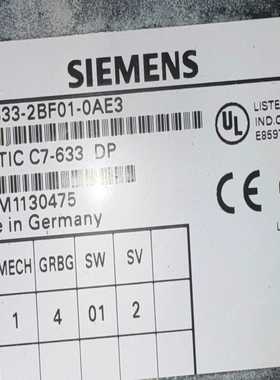 SIEMENS
33-2BF01-0AE3
TIC C7-633 DP
M1130475
e in Germany
UL
LISTE
IND.C
E859
CE
MECH GRBG SW SV
1 4 01 2